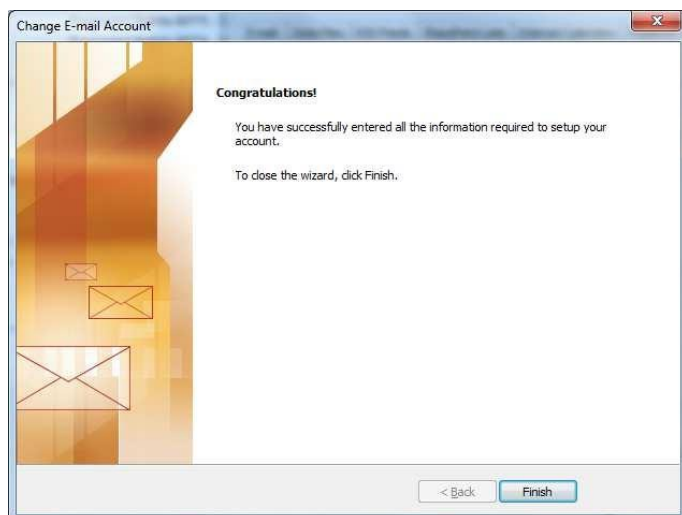 Change E-mail Account
Congratulations!
You have successfully entered all the information required to setup your
account.
To close the wizard, click Finish.
< Back
Finish